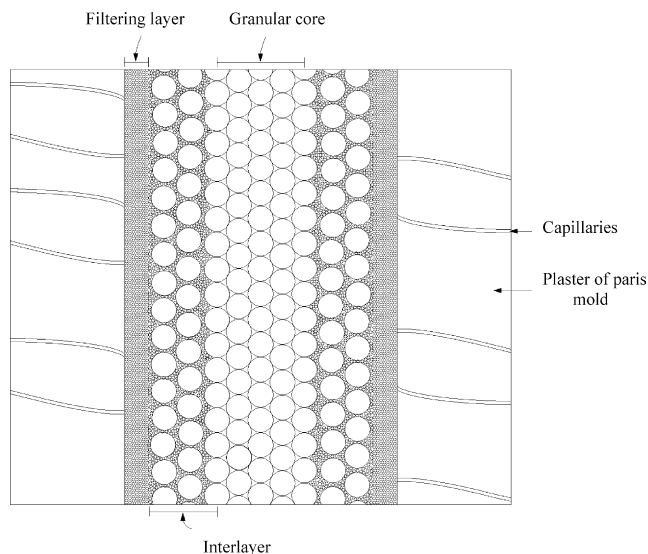 Filtering layer
Granular core
Capillaries
Plaster of paris
mold
Interlayer